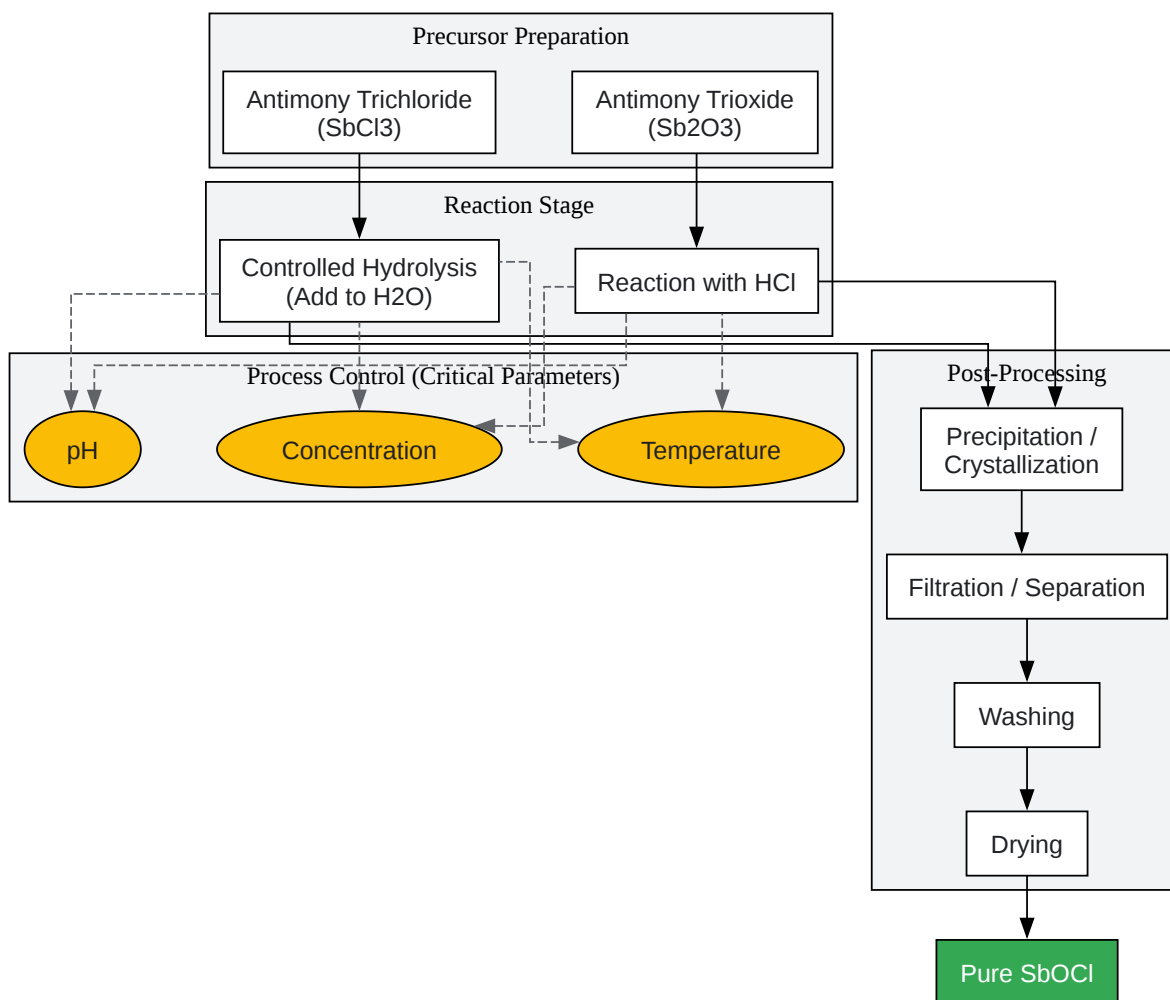 Precursor Preparation
Antimony Trichloride
(SbCl3)
Antimony Trioxide
(Sb2O3)
Reaction Stage
Controlled Hydrolysis
(Add to H2O)
Reaction with HCl
Process Control (Critical Parameters)
pH
Concentration
Temperature
Post-Processing
Precipitation /
Crystallization
Filtration / Separation
Washing
Drying
Pure SbOCl